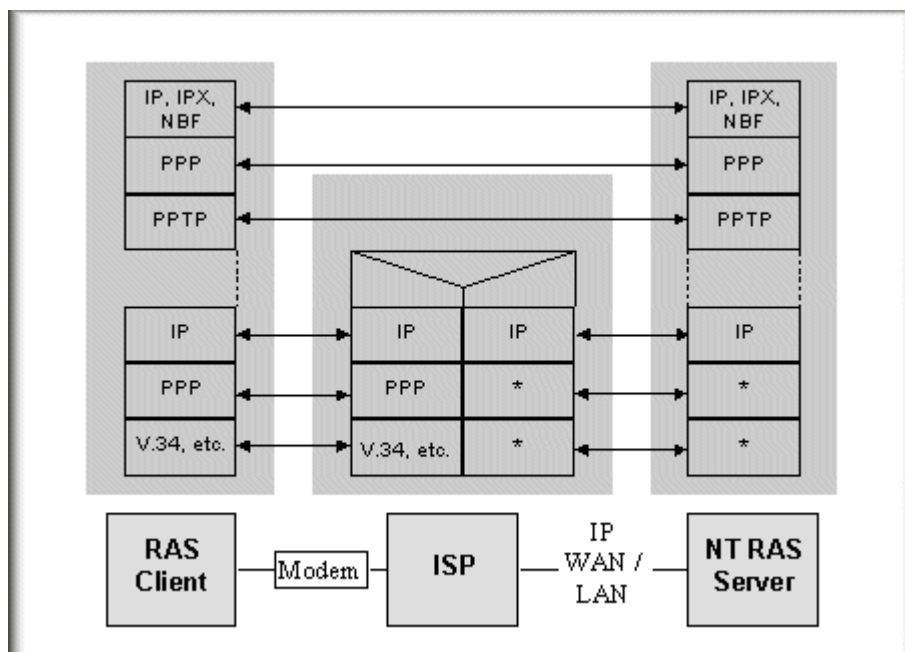 IP, IPX,
NBF
IP, IPX,
NBF
PPP
PPP
PPTP
PPTP
IP
IP
IP
IP
PPP
PPP
*
*
V.34, etc.
V.34, etc.
*
*
RAS
Client
Modem
ISP
IP
WAN /
LAN
NT RAS
Server